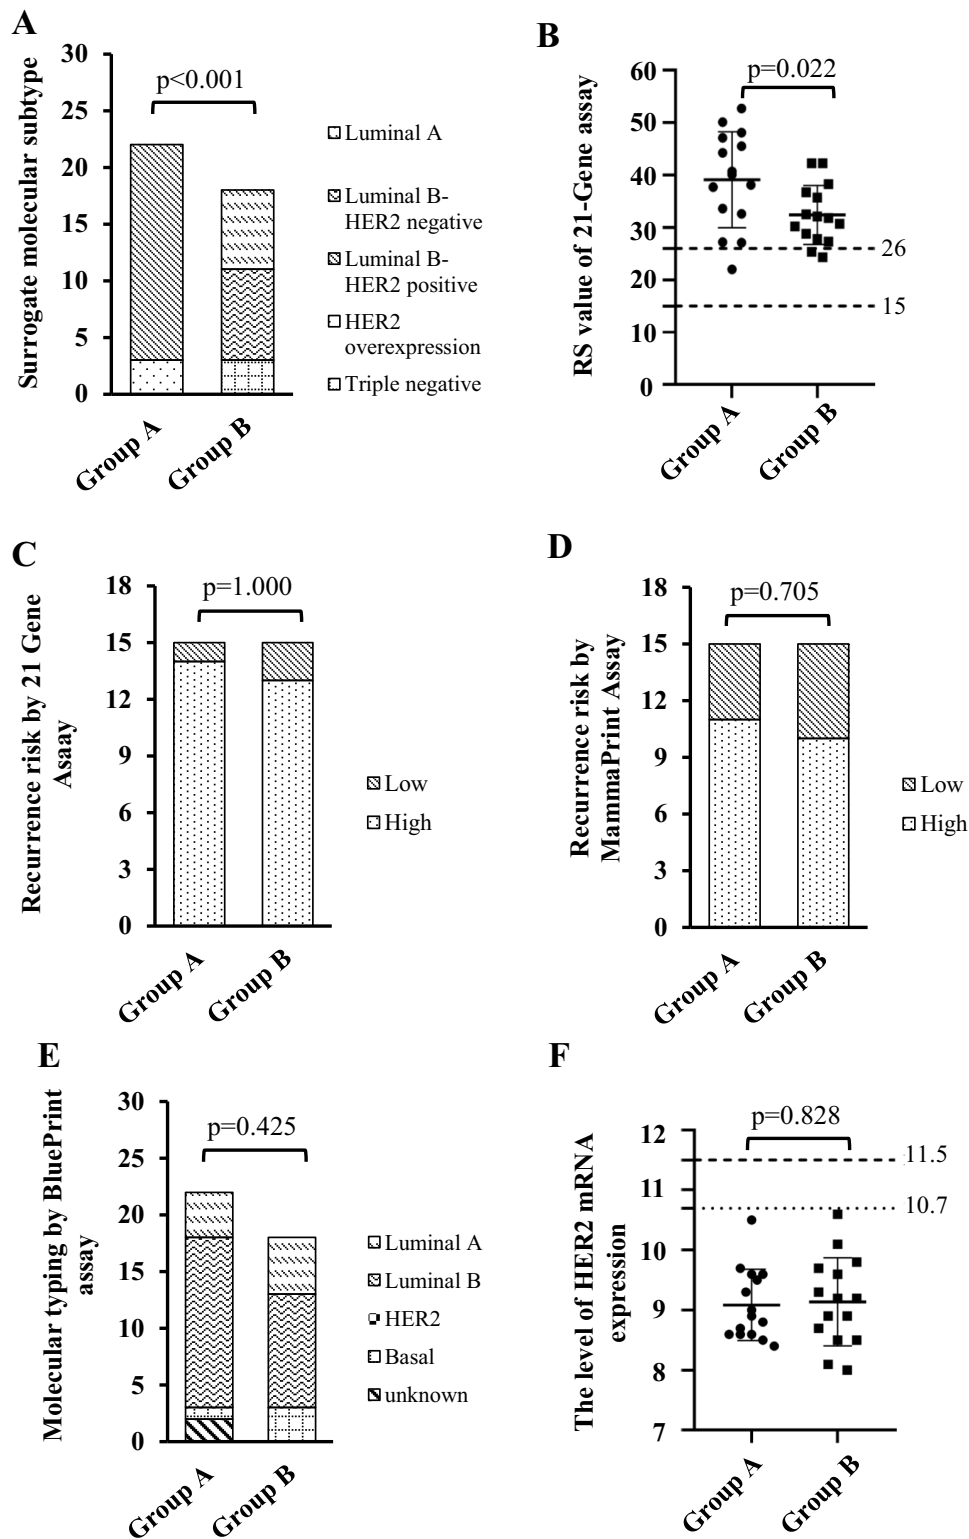 A
Surrogate molecular subtype
30
25
20
15
10
5
0
p<0.001
Group A
Group B
Luminal A
Luminal B-
HER2 negative
Luminal B-
HER2 positive
HER2
overexpression
Triple negative
B
RS value of 21-Gene assay
60
50
40
30
20
10
0
p=0.022
26
15
Group A
Group B
C
Recurrence risk by 21 Gene
Asaay
18
15
12
9
6
3
0
p=1.000
Group A
Group B
Low
High
D
Recurrence risk by
MammaPrint Assay
18
15
12
9
6
3
0
p=0.705
Group A
Group B
Low
High
E
Molecular typing by BluePrint
assay
30
25
20
15
10
5
0
p=0.425
Group A
Group B
Luminal A
Luminal B
HER2
Basal
unknown
F
The level of HER2 mRNA
expression
12
11
10
9
8
7
p=0.828
11.5
10.7
Group A
Group B